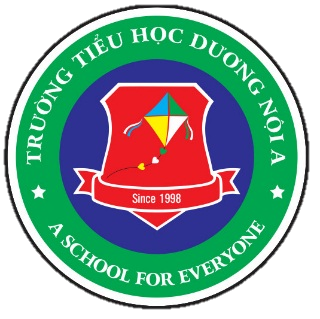 TRƯỜNG TIỂU HỌC DƯƠNG NỘI A
Since 1998
A SCHOOL FOR EVERYONE